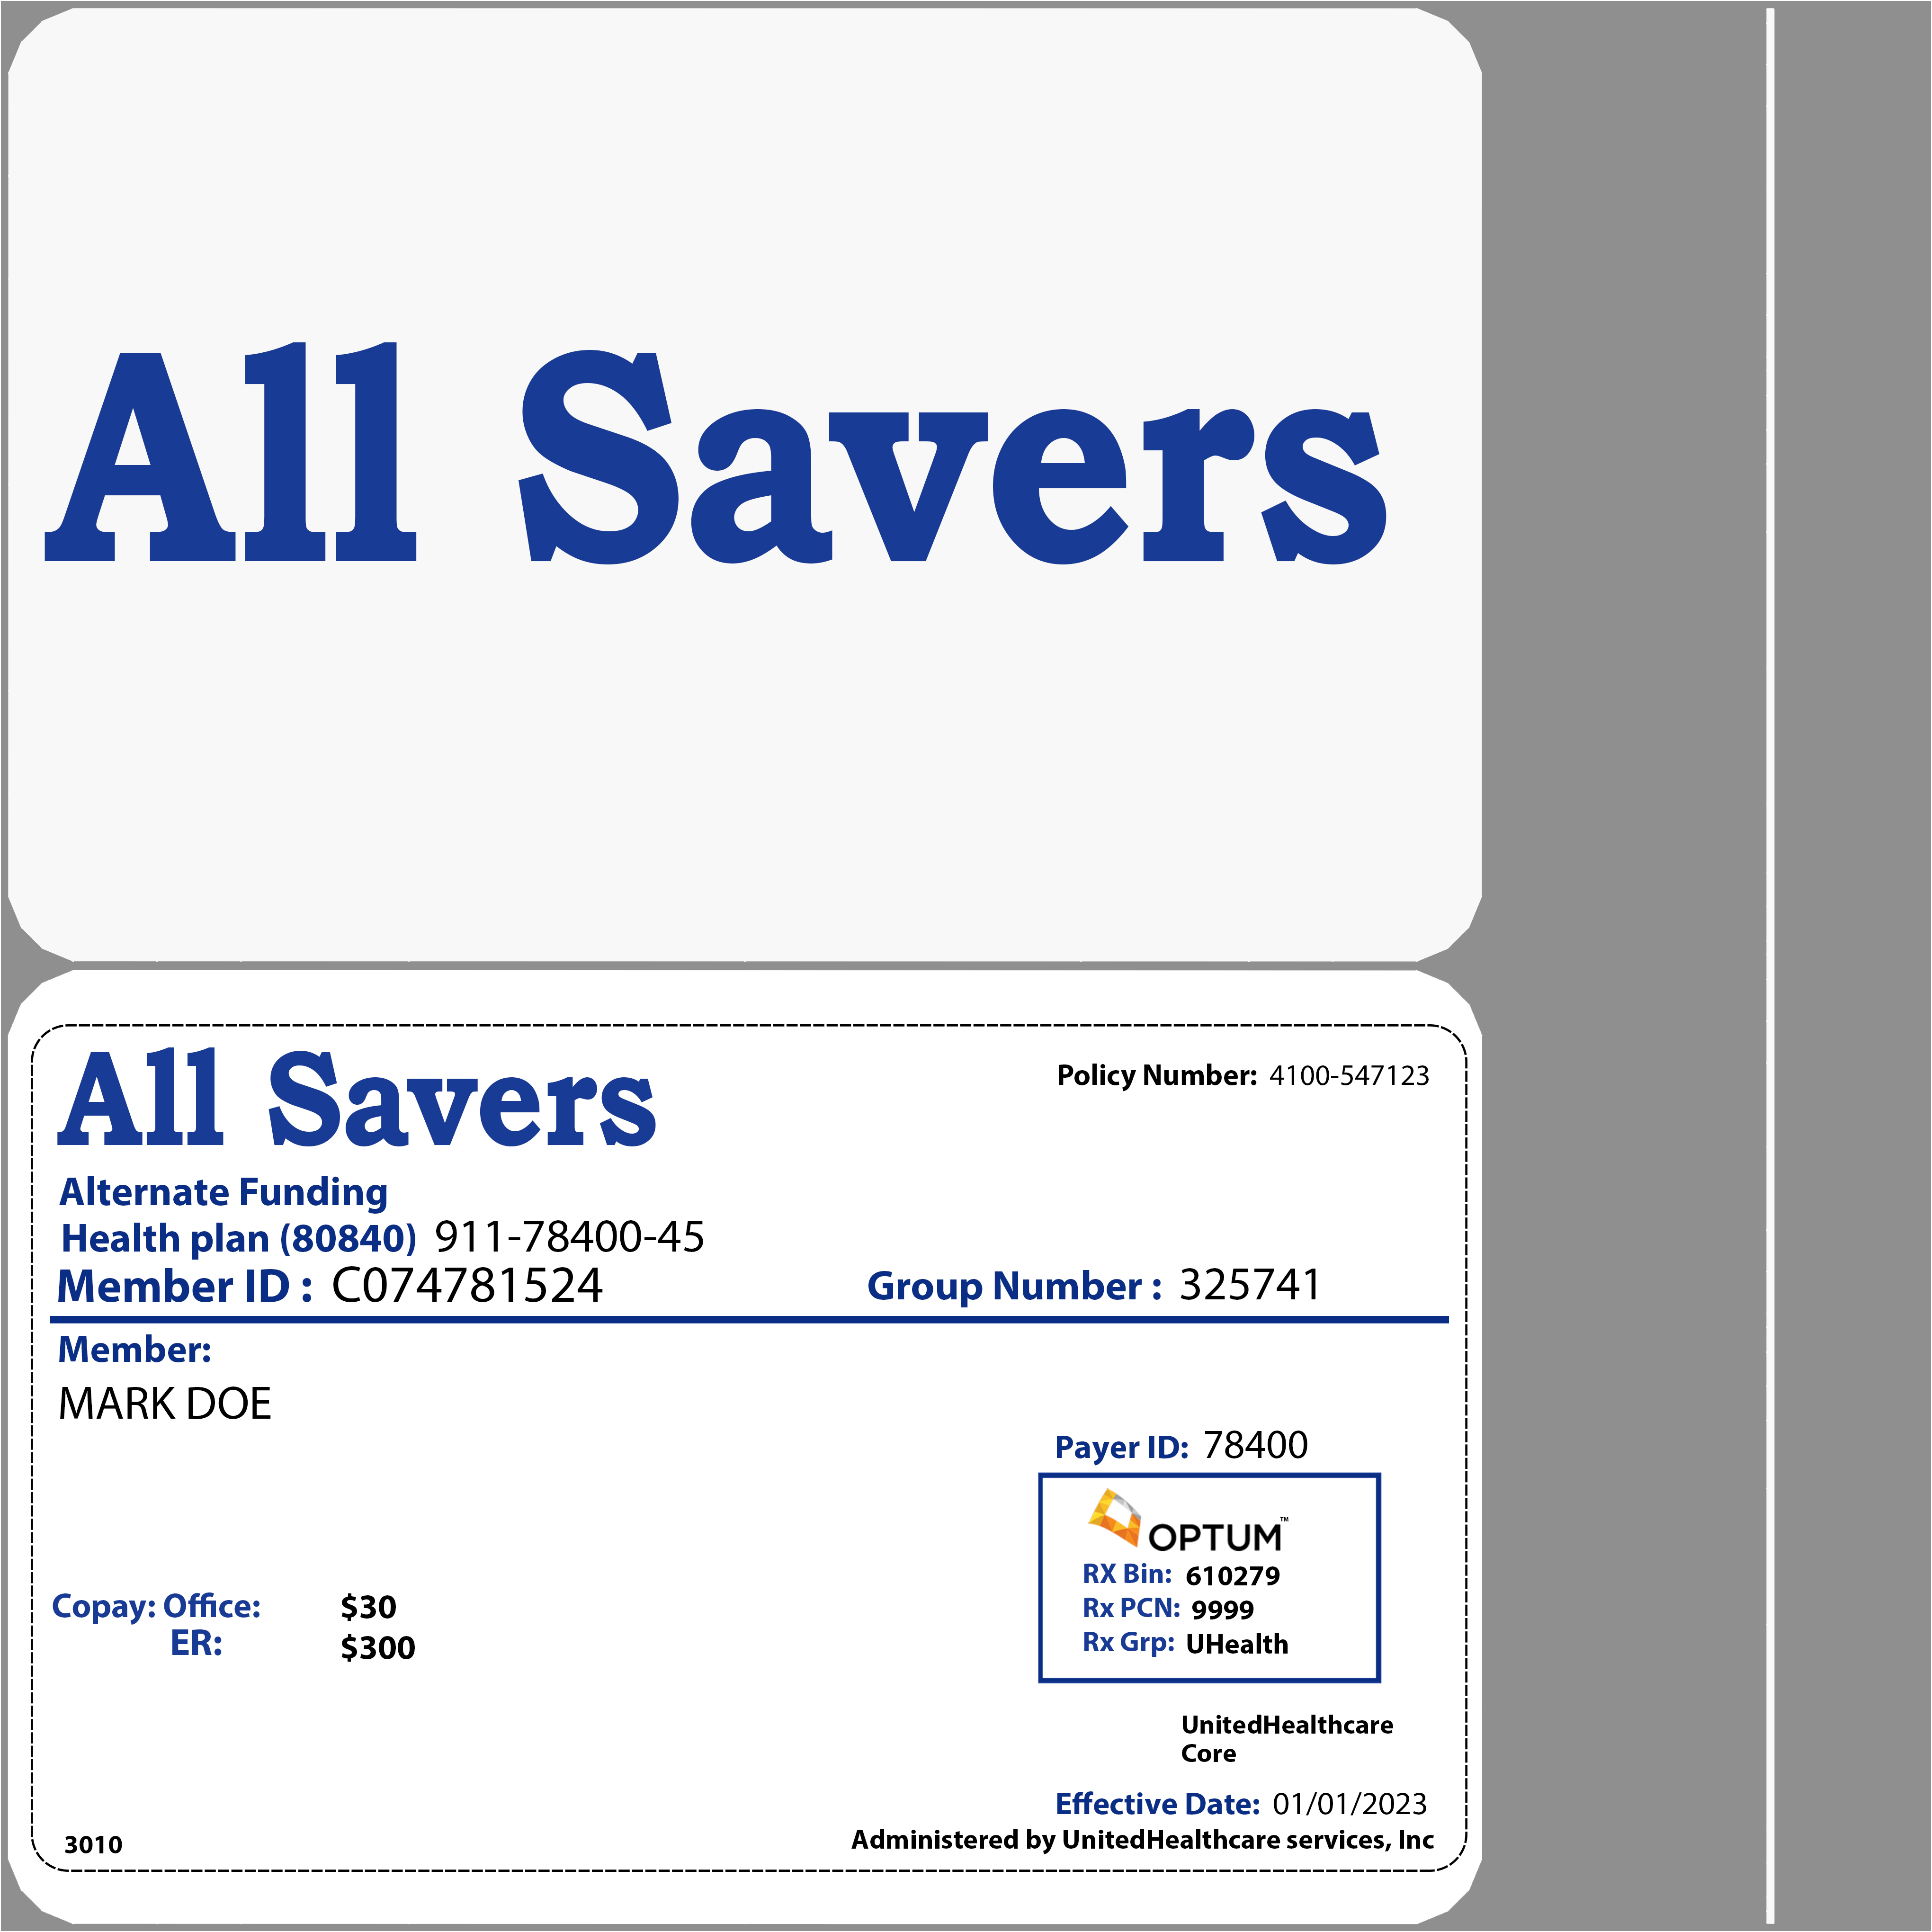 All Savers
All Savers
Policy Number: 4100-547123
Alternate Funding
Health plan (80840) 911-78400-45
Member ID : C074781524
Group Number : 325741
Member:
MARK DOE
Payer ID: 78400
OPTUM™
RX Bin: 610279
Rx PCN: 9999
Rx Grp: UHealth
Copay: Office: $30
ER: $300
UnitedHealthcare
Core
Effective Date: 01/01/2023
Administered by UnitedHealthcare services, Inc
3010